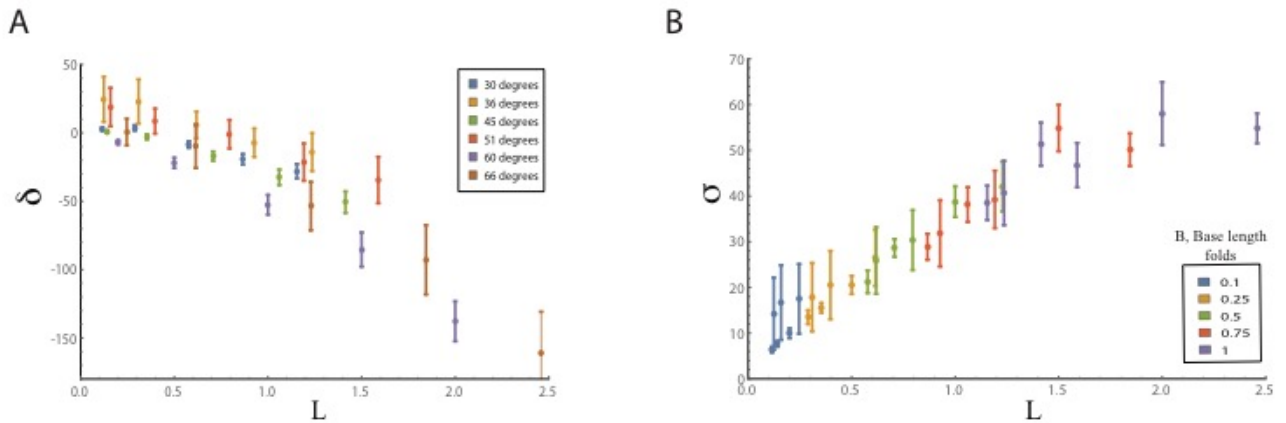 A
50
0
-50
-100
-150
δ
0.0 0.5 1.0 1.5 2.0 2.5
L
30 degrees
36 degrees
45 degrees
51 degrees
60 degrees
66 degrees
B
70
60
50
40
30
20
10
0
σ
0.0 0.5 1.0 1.5 2.0 2.5
L
B, Base length
folds
0.1
0.25
0.5
0.75
1